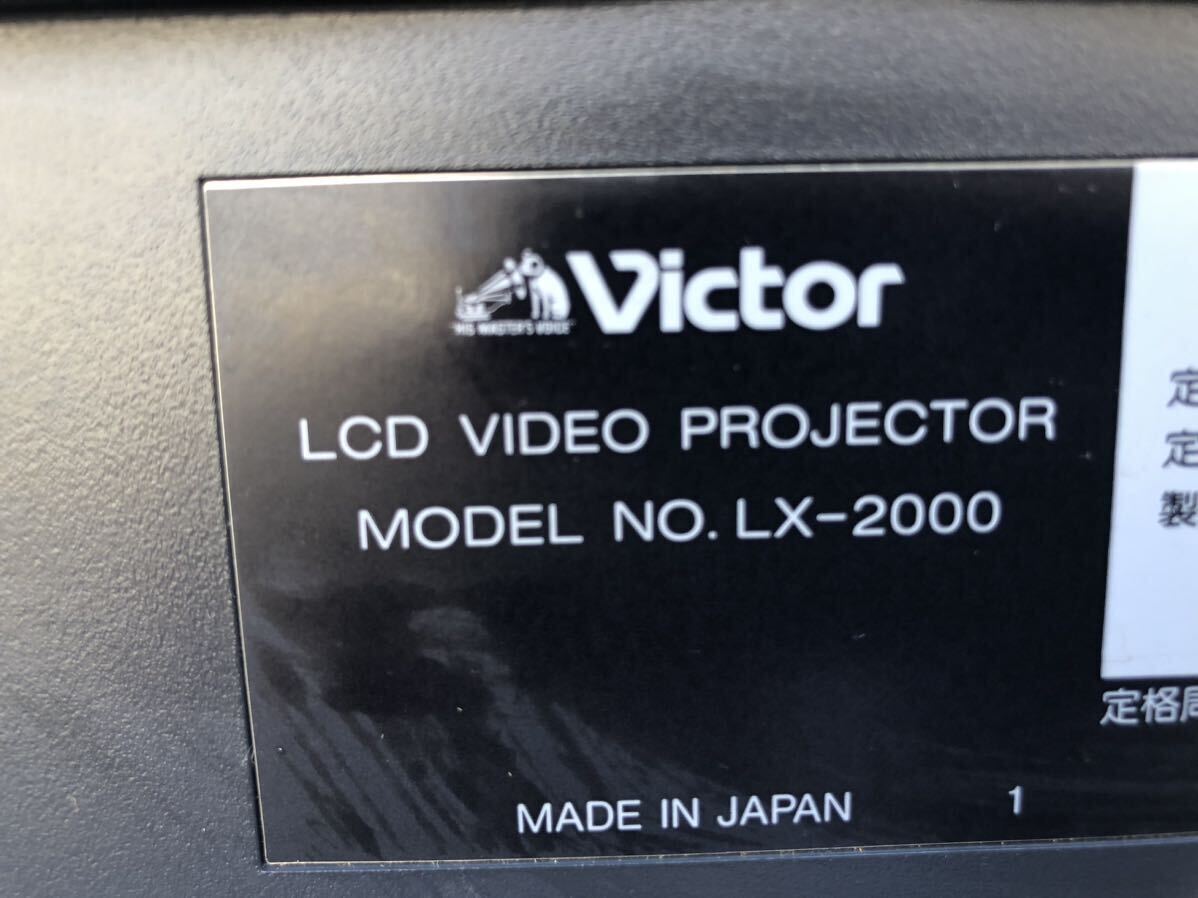 "HIS MASTER'S VOICE"
Victor
LCD VIDEO PROJECTOR
MODEL NO. LX-2000
定
定
製
定格周
MADE IN JAPAN 1